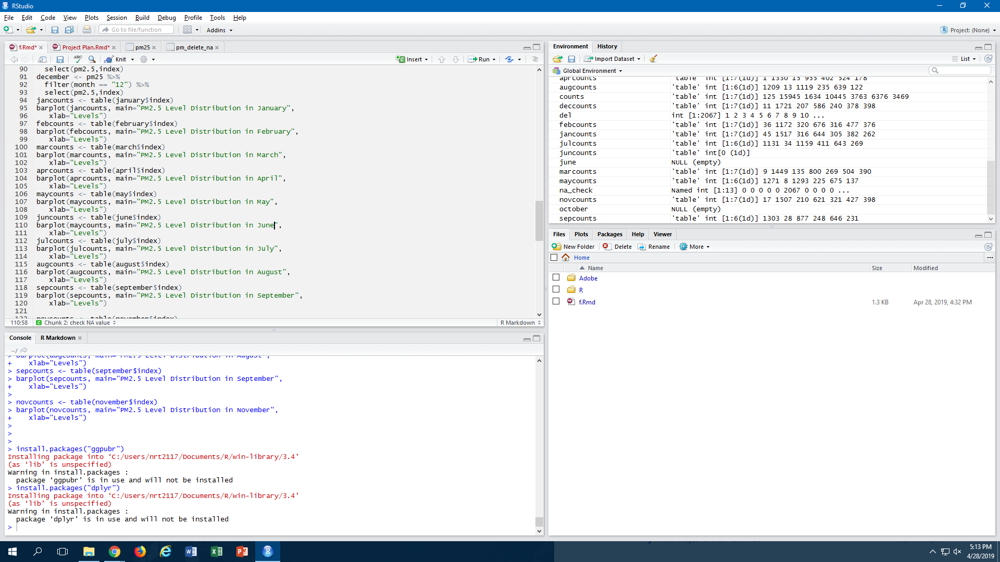 RStudio
File Edit Code View Plots Session Build Debug Profile Tools Help
Go to file/function Addins Project: (None)
f.Rmd* Project Plan.Rmd* pm25 pm_delete_na
ABC Knit Insert Run
90 select(pm2.5,index)
91 december <- pm25 %>%
92 filter(month == "12") %>%
93 select(pm2.5,index)
94 jancounts <- table(january$index)
95 barplot(jancounts, main="PM2.5 Level Distribution in January",
96 xlab="Levels")
97 febcounts <- table(february$index)
98 barplot(febcounts, main="PM2.5 Level Distribution in February",
99 xlab="Levels")
100 marcounts <- table(march$index)
101 barplot(marcounts, main="PM2.5 Level Distribution in March",
102 xlab="Levels")
103 aprcounts <- table(april$index)
104 barplot(aprcounts, main="PM2.5 Level Distribution in April",
105 xlab="Levels")
106 maycounts <- table(may$index)
107 barplot(maycounts, main="PM2.5 Level Distribution in May",
108 xlab="Levels")
109 juncounts <- table(june$index)
110 barplot(maycounts, main="PM2.5 Level Distribution in June",
111 xlab="Levels")
112 julcounts <- table(july$index)
113 barplot(julcounts, main="PM2.5 Level Distribution in July",
114 xlab="Levels")
115 augcounts <- table(august$index)
116 barplot(augcounts, main="PM2.5 Level Distribution in August",
117 xlab="Levels")
118 sepcounts <- table(september$index)
119 barplot(sepcounts, main="PM2.5 Level Distribution in September",
120 xlab="Levels")
121
122 novcounts <- table(november$index)
110:58 Chunk 2: check NA value R Markdown
Console R Markdown
~/
> barplot(augcounts, main="PM2.5 Level Distribution in August",
+ xlab="Levels")
> sepcounts <- table(september$index)
> barplot(sepcounts, main="PM2.5 Level Distribution in September",
+ xlab="Levels")
>
> novcounts <- table(november$index)
> barplot(novcounts, main="PM2.5 Level Distribution in November",
+ xlab="Levels")
>
>
>
> install.packages("ggpubr")
Installing package into ‘C:/Users/nrt2117/Documents/R/win-library/3.4’
(as ‘lib’ is unspecified)
Warning in install.packages :
package ‘ggpubr’ is in use and will not be installed
> install.packages("dplyr")
Installing package into ‘C:/Users/nrt2117/Documents/R/win-library/3.4’
(as ‘lib’ is unspecified)
Warning in install.packages :
package ‘dplyr’ is in use and will not be installed
>
Environment History
Import Dataset List
Global Environment
aprcounts 'table' int [1:7(1d)] 1 1330 15 955 402 524 178
augcounts 'table' int [1:6(1d)] 1209 13 1119 235 639 122
counts 'table' int [1:7(1d)] 125 15945 1634 10445 3763 6376 3469
deccounts 'table' int [1:7(1d)] 11 1721 207 586 240 378 398
del int [1:2067] 1 2 3 4 5 6 7 8 9 10 ...
febcounts 'table' int [1:7(1d)] 36 1172 320 676 316 477 376
jancounts 'table' int [1:7(1d)] 45 1517 316 644 305 382 262
julcounts 'table' int [1:6(1d)] 1131 34 1159 411 643 269
juncounts 'table' int[0 (1d)]
june NULL (empty)
marcounts 'table' int [1:7(1d)] 9 1449 135 800 269 504 390
maycounts 'table' int [1:6(1d)] 1271 8 1293 225 675 137
na_check Named int [1:13] 0 0 0 0 0 2067 0 0 0 0 ...
novcounts 'table' int [1:7(1d)] 17 1507 210 621 321 427 398
october NULL (empty)
sepcounts 'table' int [1:6(1d)] 1303 28 877 248 646 231
Files Plots Packages Help Viewer
New Folder Delete Rename More
Home ...
Name Size Modified
Adobe
R
f.Rmd 1.3 KB Apr 28, 2019, 4:32 PM
5:13 PM
4/28/2019